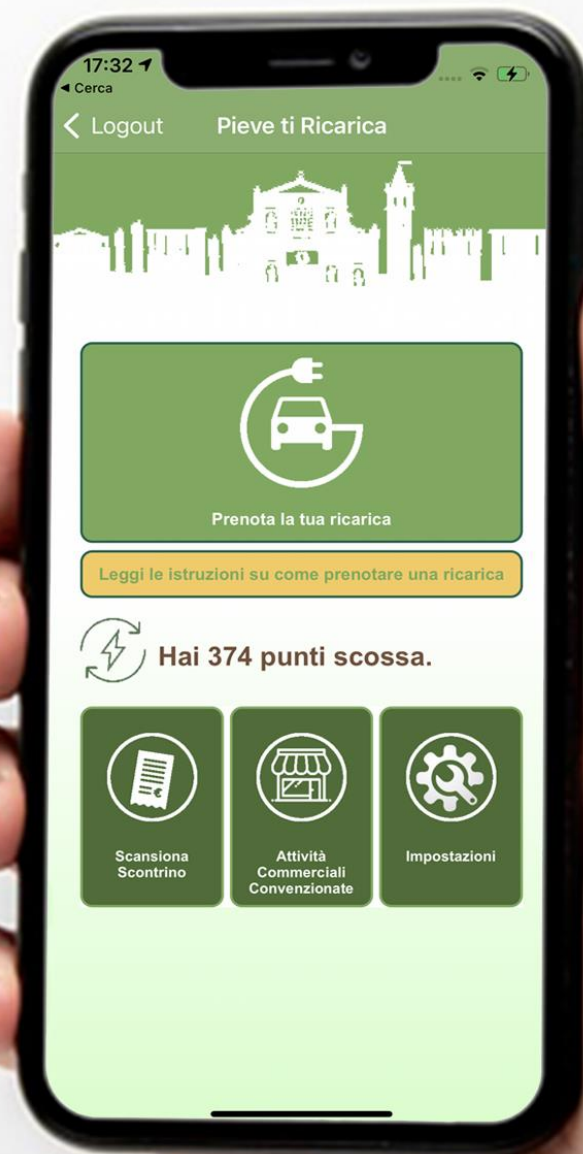 17:32
◀ Cerca
Logout
Pieve ti Ricarica
Prenota la tua ricarica
Leggi le istruzioni su come prenotare una ricarica
Hai 374 punti scossa.
Scansiona
Scontrino
Attività
Commerciali
Convenzionate
Impostazioni